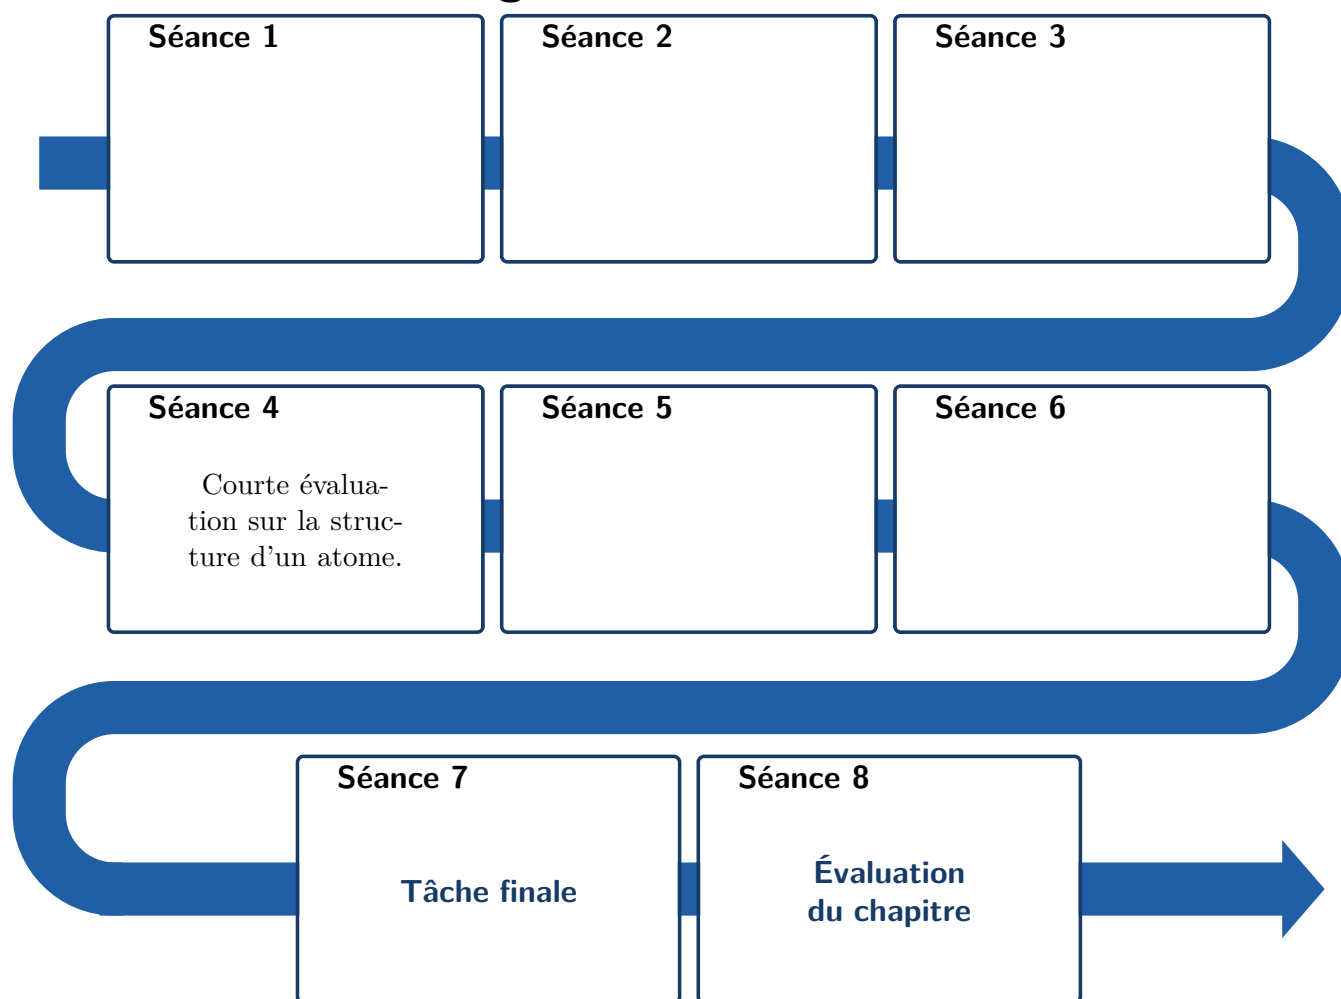 Séance 1
Séance 2
Séance 3
Séance 4
Courte évalua-
tion sur la struc-
ture d'un atome.
Séance 5
Séance 6
Séance 7
Tâche finale
Séance 8
Évaluation
du chapitre